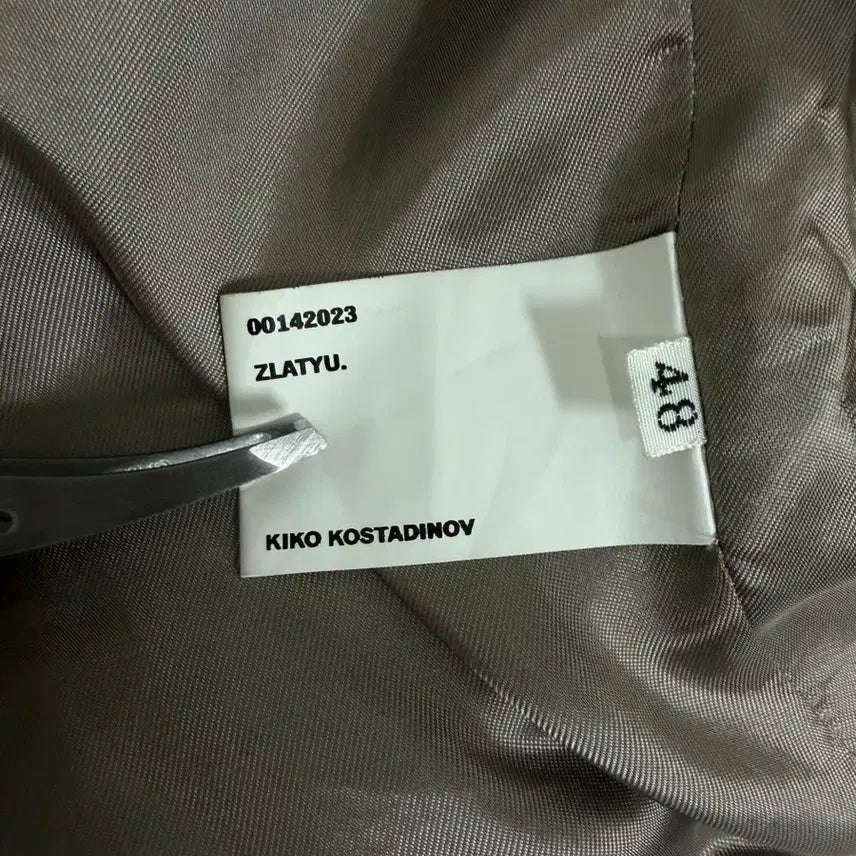 00142023
ZLATYU.
48
KIKO KOSTADINOV